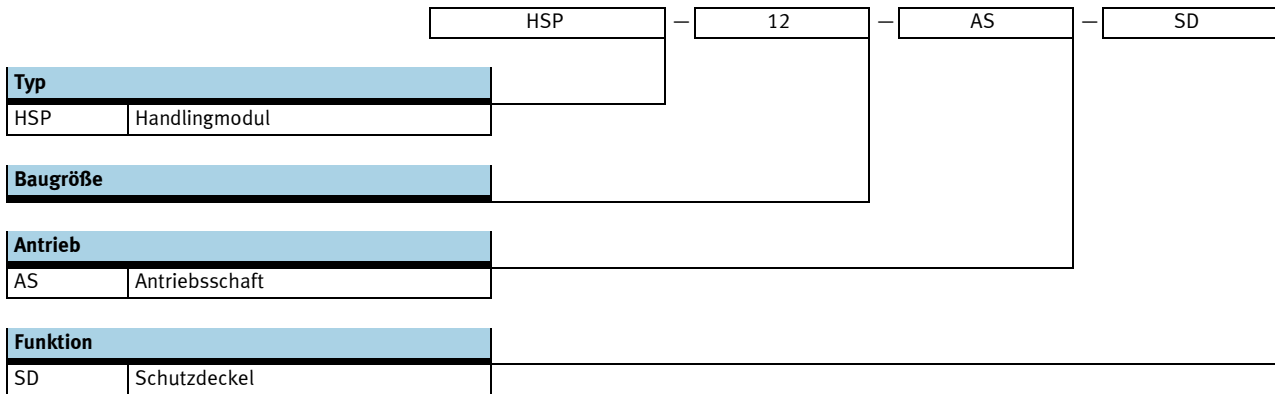 HSP — 12 — AS — SD
Typ
HSP Handlingmodul
Baugröße
Antrieb
AS Antriebsschaft
Funktion
SD Schutzdeckel